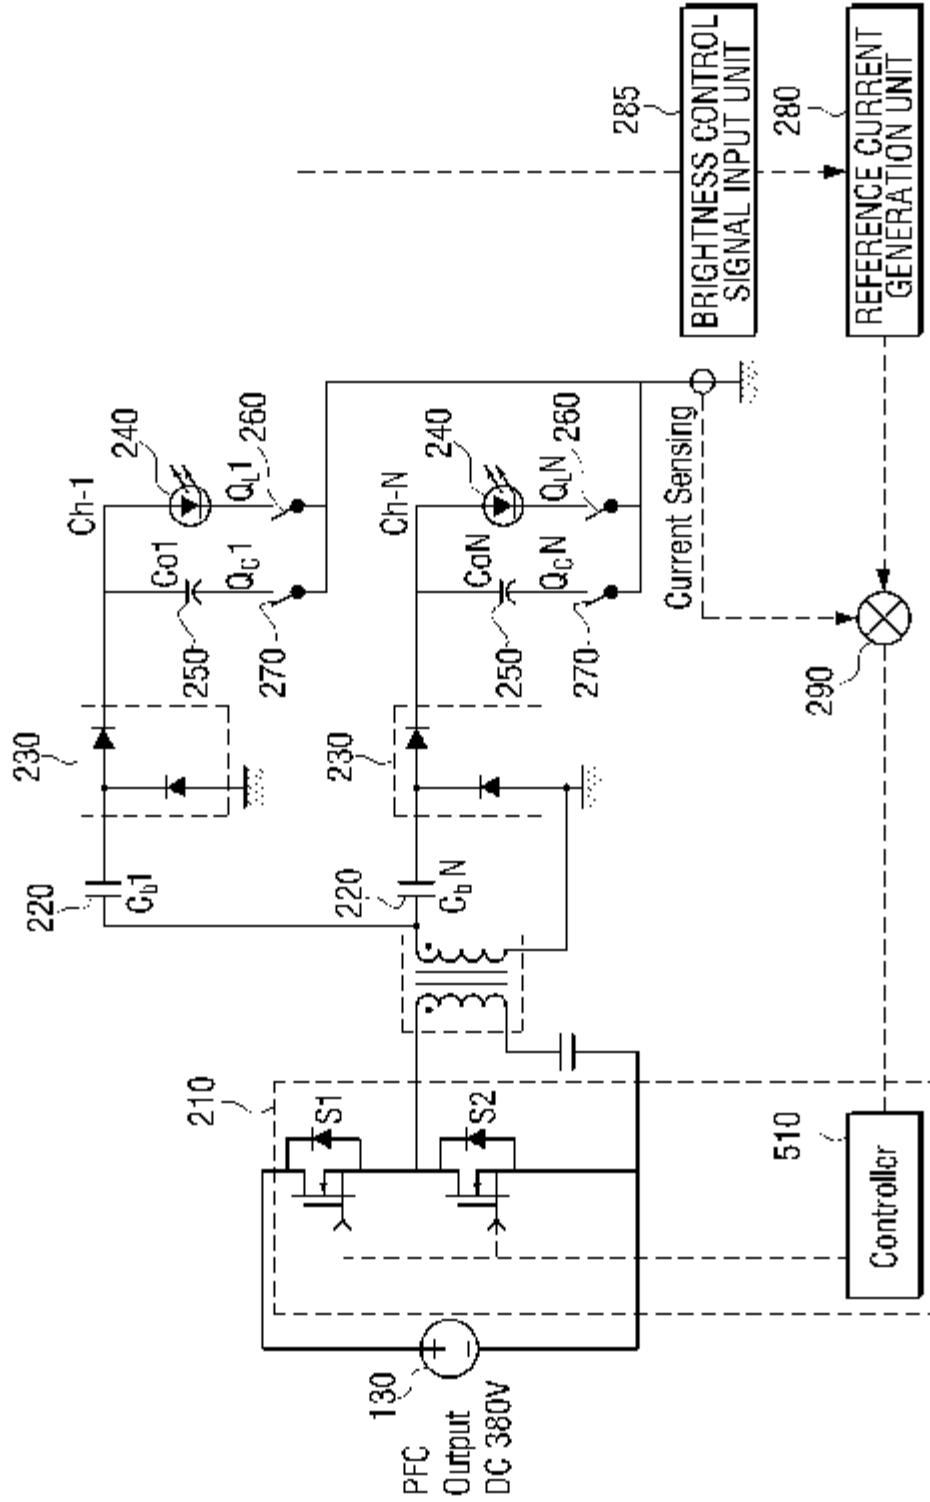 PFC
Output
DC 380V
130
210
S1
S2
220
Cb1
220
CbN
230
230
Ch-1
240
Co1
250
QL1
260
QC1
270
Ch-N
240
CoN
250
QLN
260
QCN
270
Current Sensing
285
BRIGHTNESS CONTROL
SIGNAL INPUT UNIT
280
REFERENCE CURRENT
GENERATION UNIT
290
510
Controller